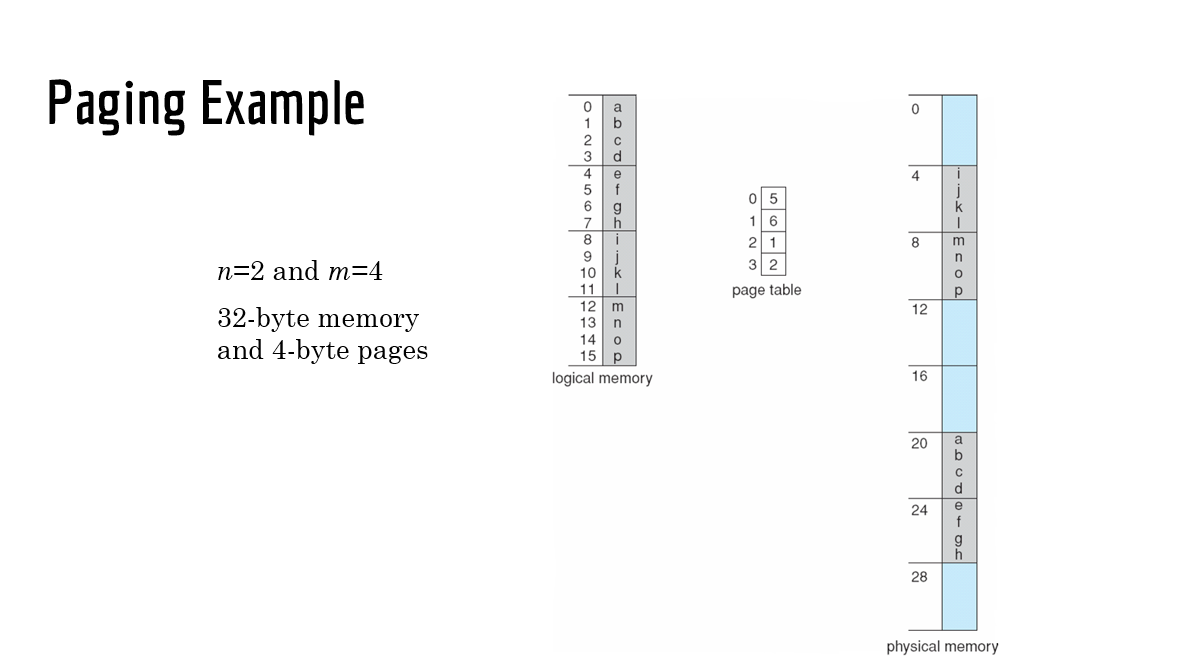 Paging Example
n=2 and m=4
32-byte memory
and 4-byte pages
0 a
1 b
2 c
3 d
4 e
5 f
6 g
7 h
8 i
9 j
10 k
11 l
12 m
13 n
14 o
15 p
logical memory
0 5
1 6
2 1
3 2
page table
0
4 i
j
k
l
8 m
n
o
p
12
16
20 a
b
c
d
24 e
f
g
h
28
physical memory